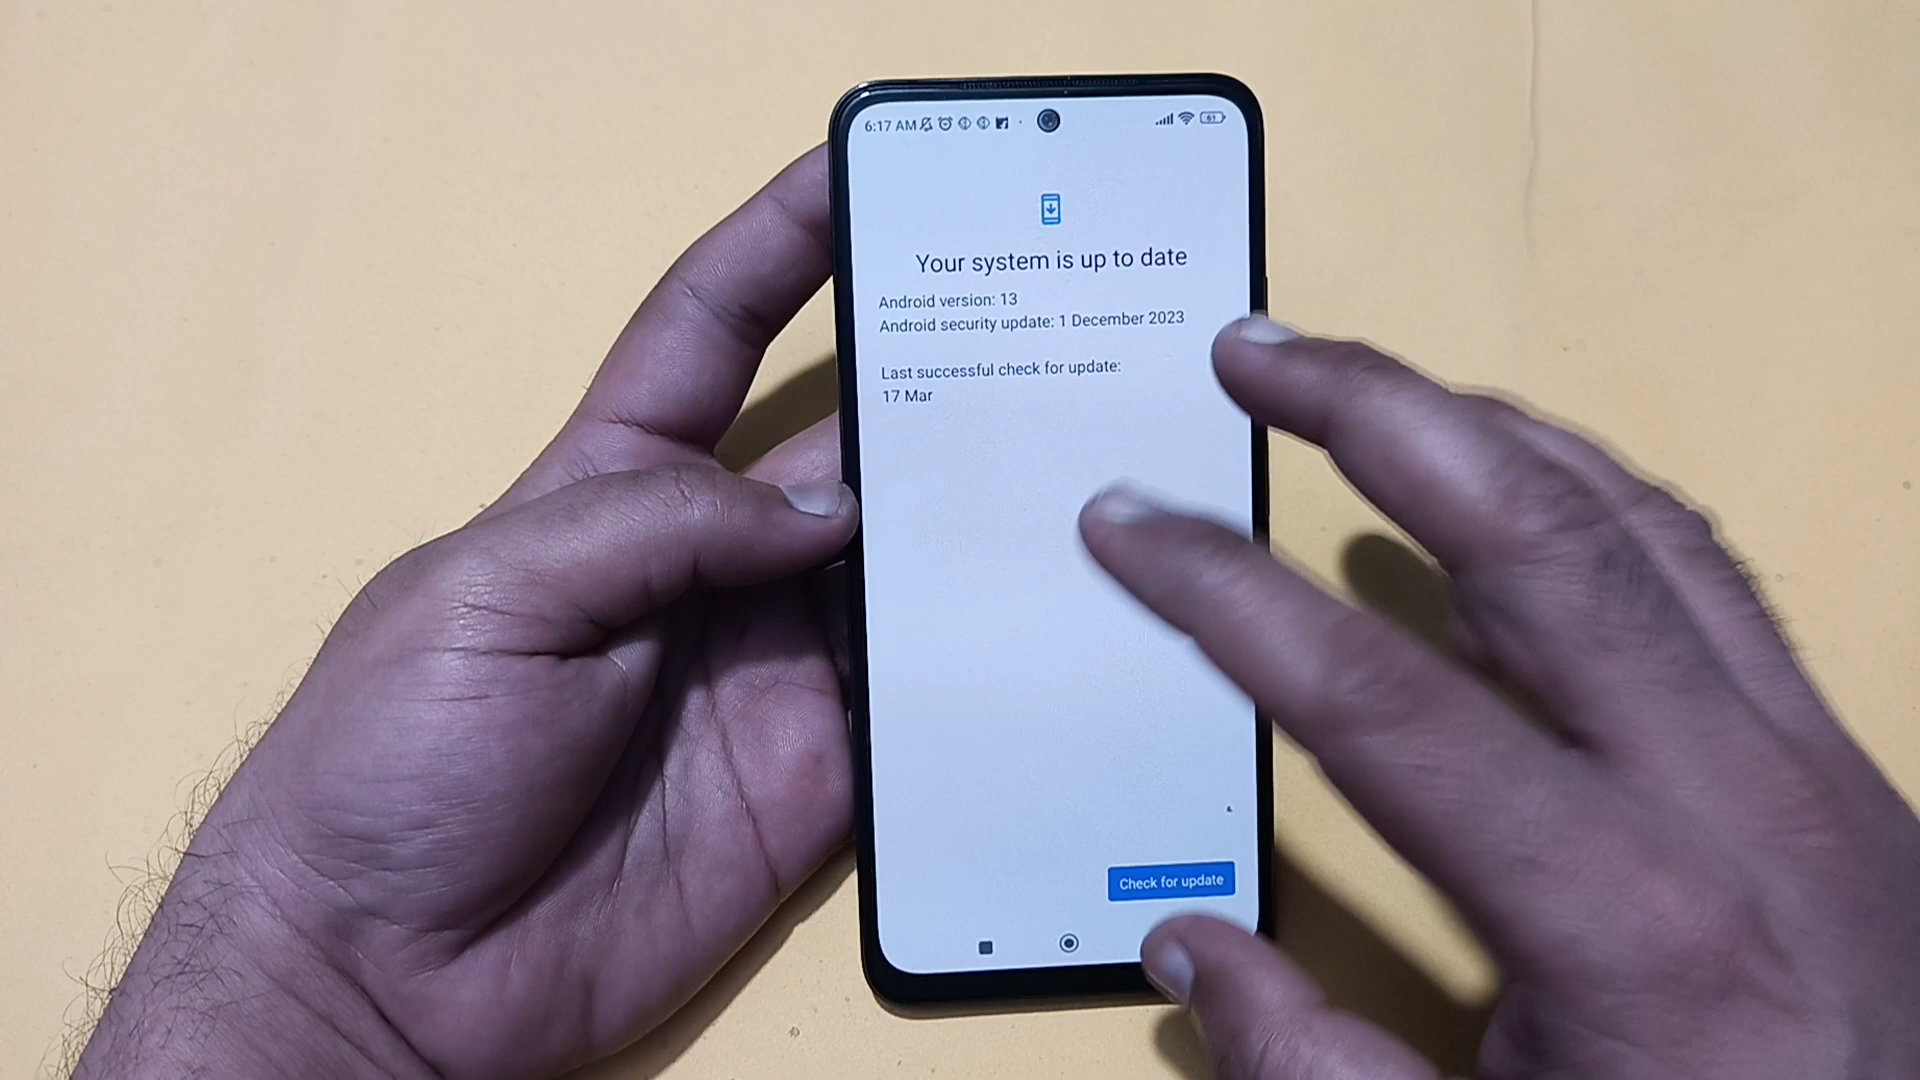 6:17 AM
61
Your system is up to date
Android version: 13
Android security update: 1 December 2023
Last successful check for update:
17 Mar
Check for update